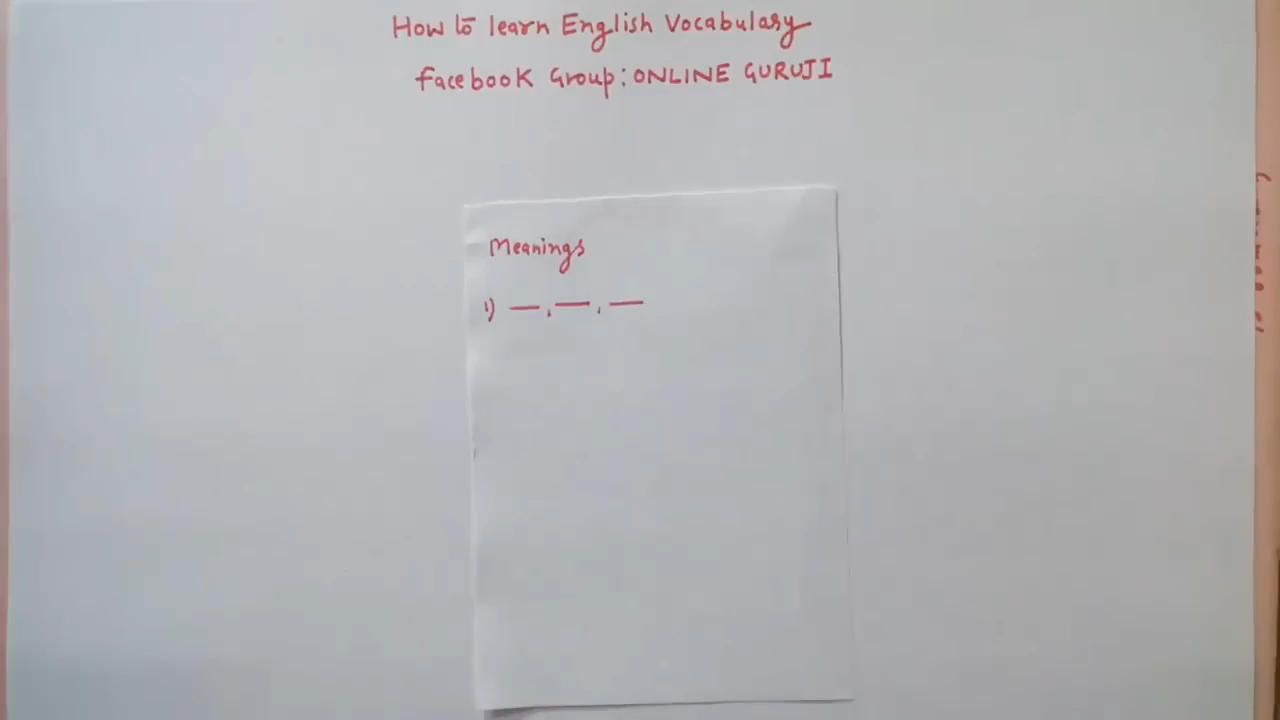 How to learn English Vocabulary
Facebook Group: ONLINE GURUJI
Meanings
1) —, —, —